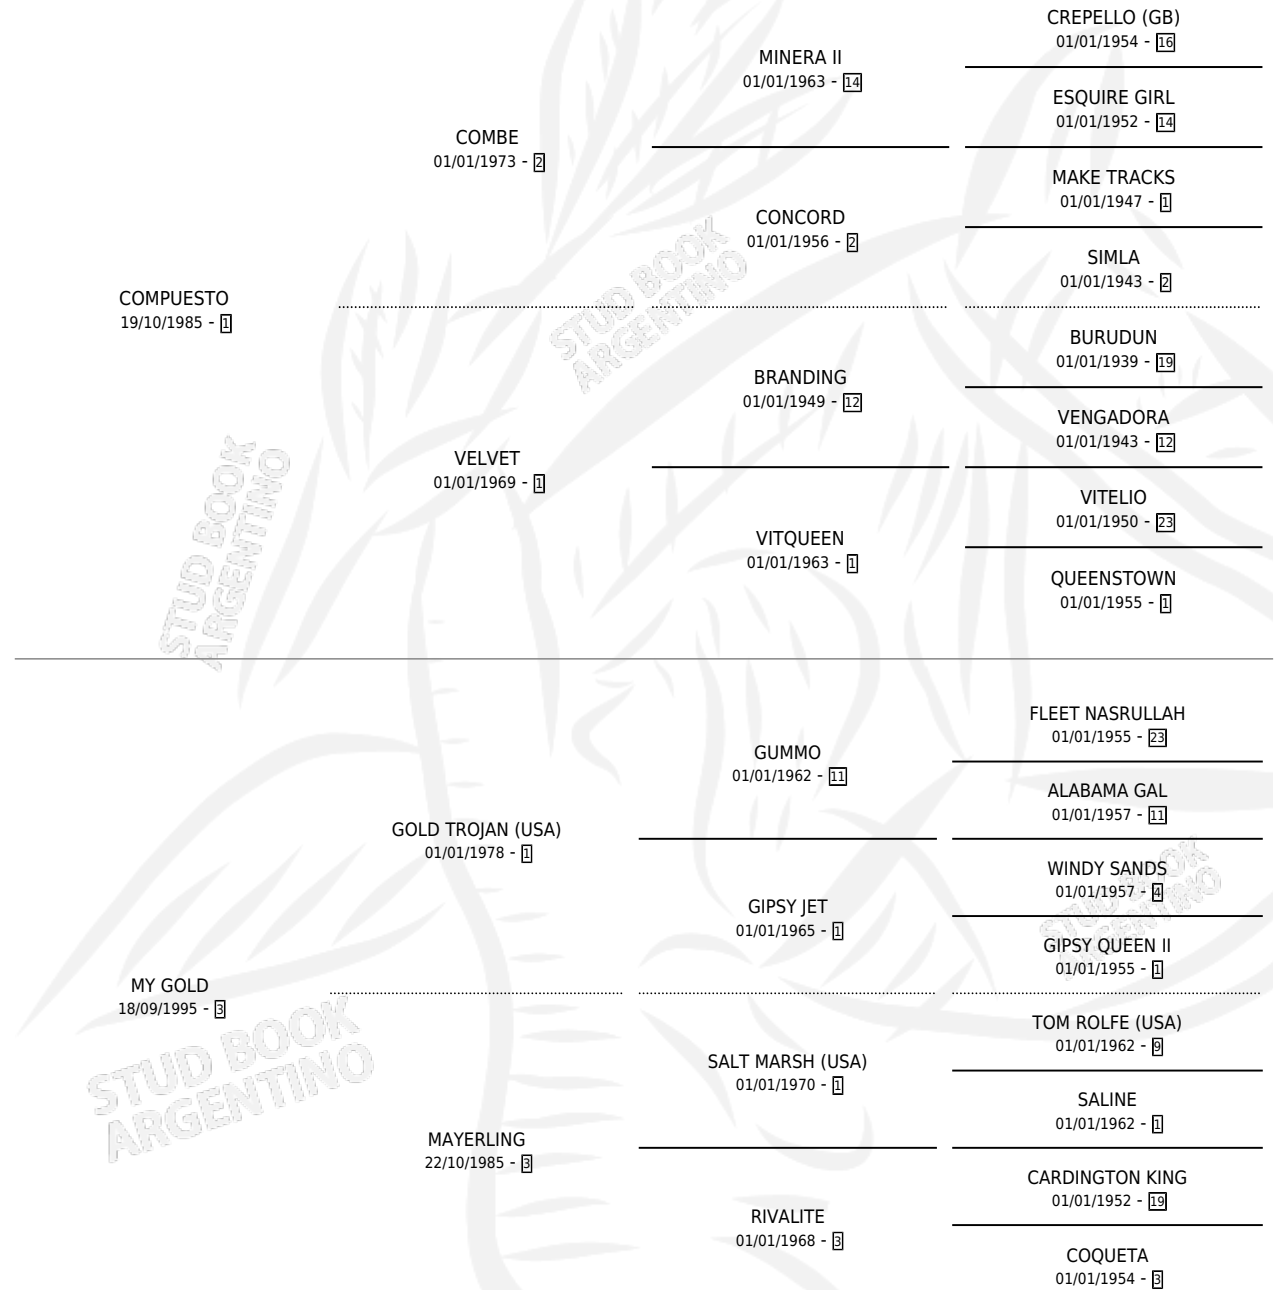 CREPELLO (GB)
01/01/1954 - 16
MINERA II
01/01/1963 - 14
ESQUIRE GIRL
01/01/1952 - 14
COMBE
01/01/1973 - 2
MAKE TRACKS
01/01/1947 - 1
CONCORD
01/01/1956 - 2
SIMLA
01/01/1943 - 2
COMPUESTO
19/10/1985 - 1
STUD BOOK
ARGENTINO
BURUDUN
01/01/1939 - 19
BRANDING
01/01/1949 - 12
VENGADORA
01/01/1943 - 12
VELVET
01/01/1969 - 1
VITELIO
01/01/1950 - 23
VITQUEEN
01/01/1963 - 1
QUEENSTOWN
01/01/1955 - 1
STUD BOOK
ARGENTINO
FLEET NASRULLAH
01/01/1955 - 23
GUMMO
01/01/1962 - 11
ALABAMA GAL
01/01/1957 - 11
GOLD TROJAN (USA)
01/01/1978 - 1
WINDY SANDS
01/01/1957 - 4
GIPSY JET
01/01/1965 - 1
STUD BOOK
ARGENTINO
GIPSY QUEEN II
01/01/1955 - 1
MY GOLD
18/09/1995 - 3
TOM ROLFE (USA)
01/01/1962 - 9
SALT MARSH (USA)
01/01/1970 - 1
SALINE
01/01/1962 - 1
STUD BOOK
ARGENTINO
MAYERLING
22/10/1985 - 3
CARDINGTON KING
01/01/1952 - 19
RIVALITE
01/01/1968 - 3
COQUETA
01/01/1954 - 3